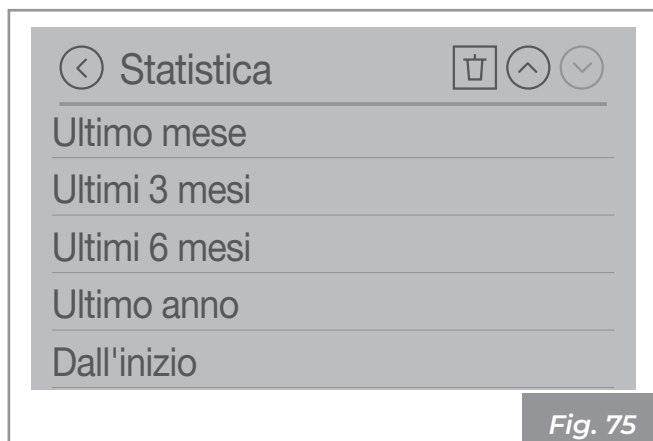 Statistica
Ultimo mese
Ultimi 3 mesi
Ultimi 6 mesi
Ultimo anno
Dall'inizio
Fig. 75